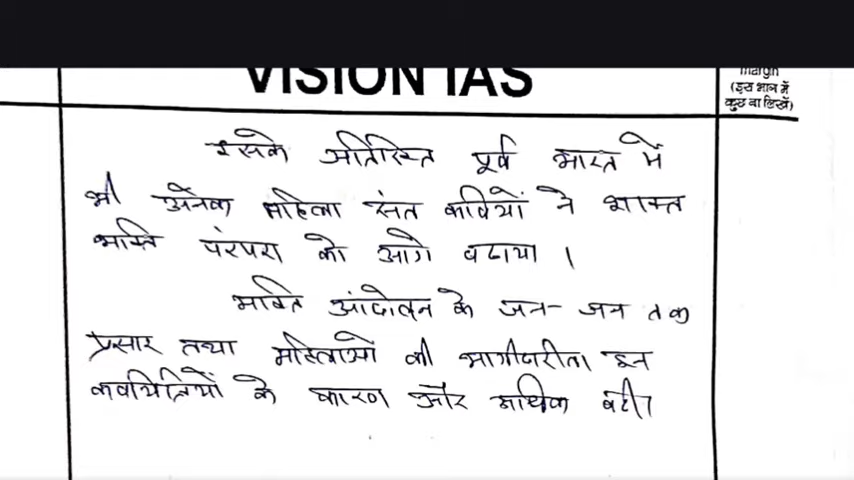 VISION IAS
margin
(इस भाग में
कुछ ना लिखें)
इसके अतिरिक्त पूर्व भारत में
भी अनेक महिला संत कवियों ने शाक्त
भक्ति परंपरा को आगे बढाया ।
भक्ति आंदोलन के जन-जन तक
प्रसार तथा महिलाओं की भागीदारी इन
कवयित्रियों के कारण और अधिक बढी।